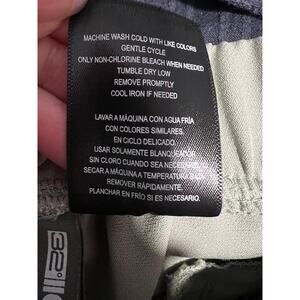 MACHINE WASH COLD WITH LIKE COLORS
GENTLE CYCLE
ONLY NON-CHLORINE BLEACH WHEN NEEDED
TUMBLE DRY LOW
REMOVE PROMPTLY
COOL IRON IF NEEDED
LAVAR A MÁQUINA CON AGUA FRÍA
CON COLORES SIMILARES.
EN CICLO DELICADO.
USAR SOLAMENTE BLANQUEADOR
SIN CLORO CUANDO SEA NECESARIO.
SECAR A MÁQUINA A TEMPERATURA BAJA
REMOVER RÁPIDAMENTE.
PLANCHAR EN FRÍO SI ES NECESARIO.
32°